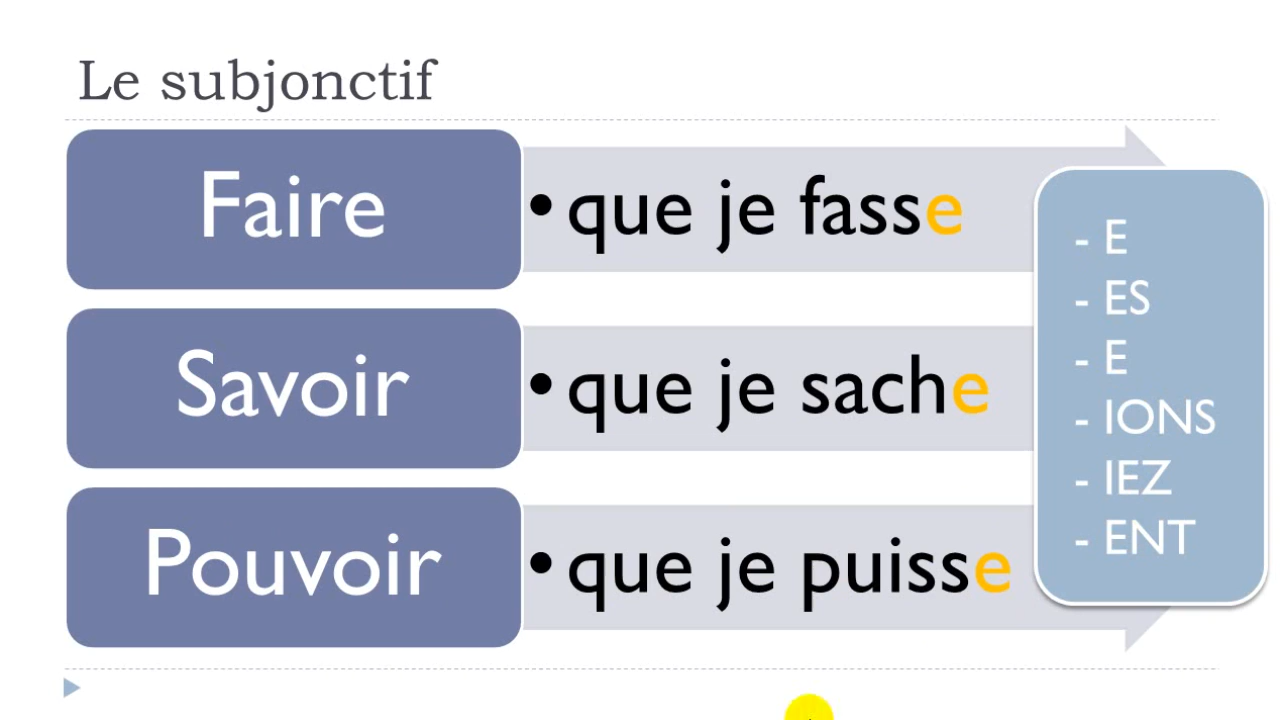 Le subjonctif
Faire
• que je fasse
Savoir
• que je sache
Pouvoir
• que je puisse
- E
- ES
- E
- IONS
- IEZ
- ENT